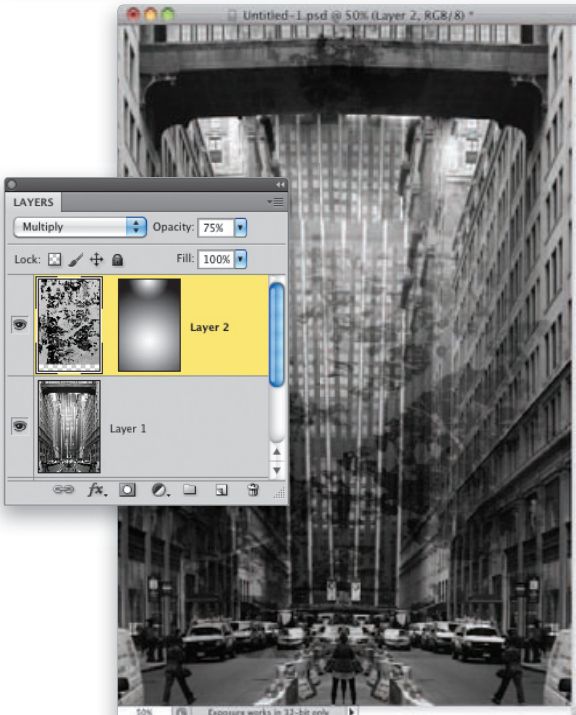 Untitled-1.psd @ 50% (Layer 2, RGB/8) *
LAYERS
Multiply
Opacity: 75%
Lock:
Fill: 100%
Layer 2
Layer 1
fx.
50%
Exposure works in 32-bit only